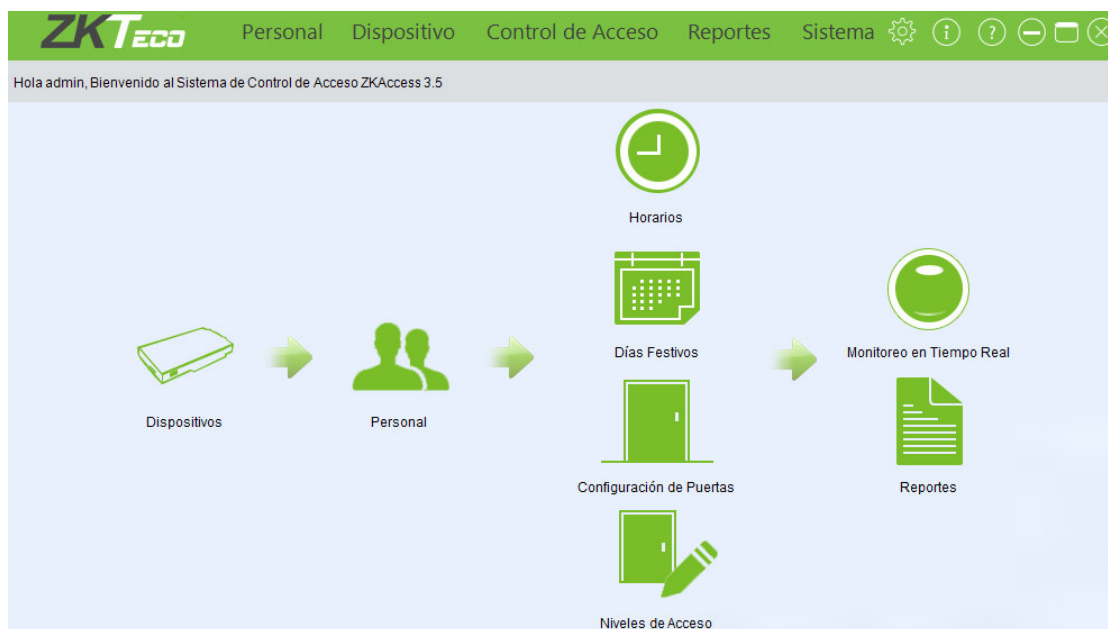 ZKTECO Personal Dispositivo Control de Acceso Reportes Sistema
Hola admin, Bienvenido al Sistema de Control de Acceso ZKAccess 3.5
Horarios
Días Festivos
Monitoreo en Tiempo Real
Dispositivos
Personal
Configuración de Puertas
Reportes
Niveles de Acceso